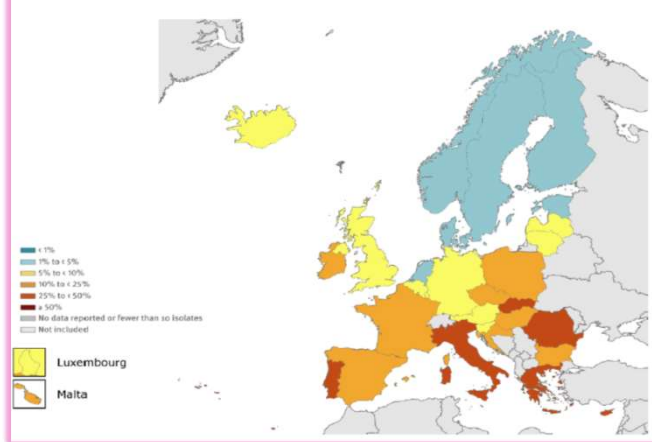 < 1%
1% to < 5%
5% to < 10%
10% to < 25%
25% to < 50%
≥ 50%
No data reported or fewer than 10 isolates
Not included
Luxembourg
Malta